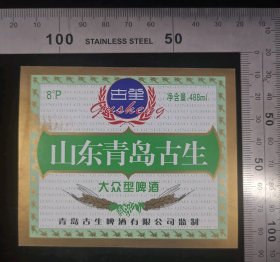 100 STAINLESS STEEL 50
古笙
8°P
Gusheng
净含量:488ml
山东青岛古生
大众型啤酒
青岛古生啤酒有限公司监制